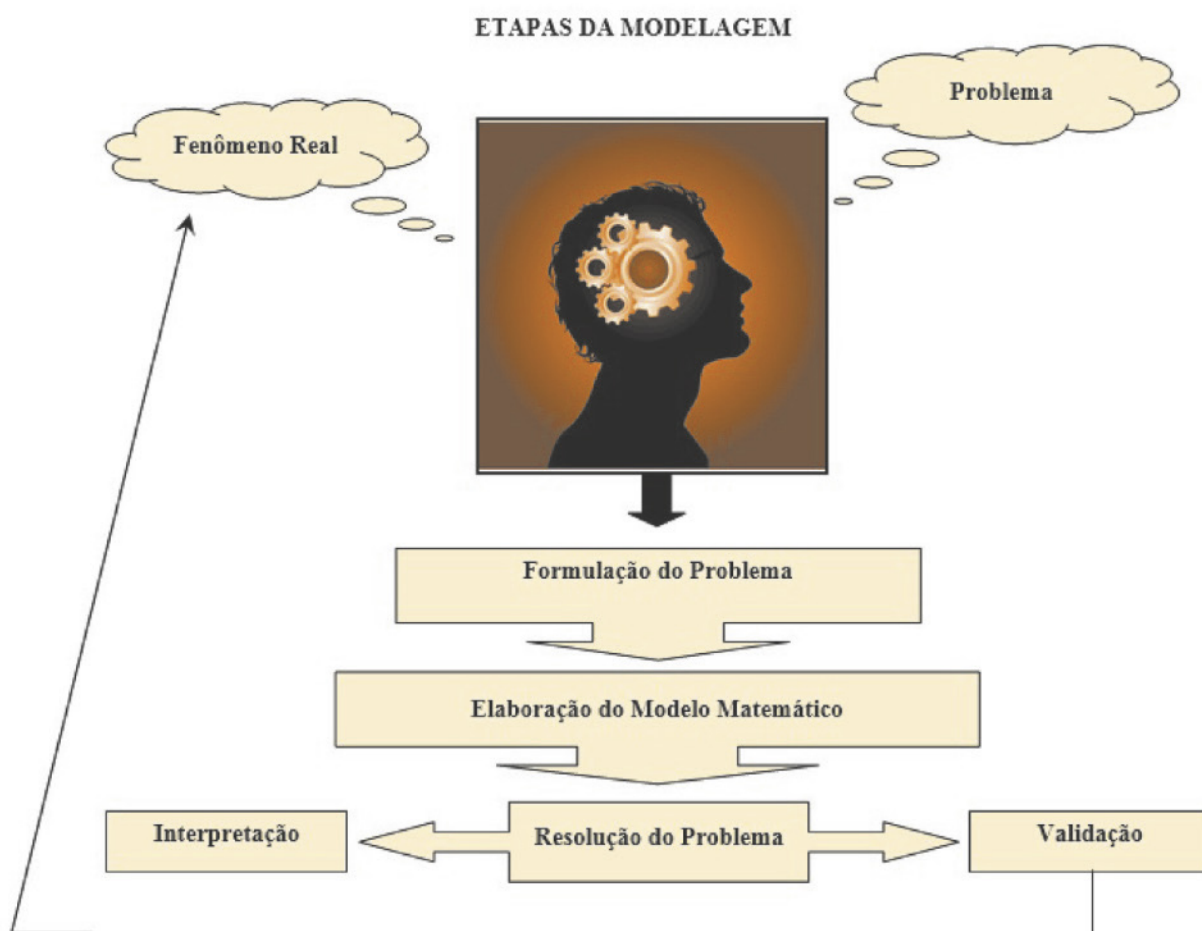 ETAPAS DA MODELAGEM
Fenômeno Real
Problema
Formulação do Problema
Elaboração do Modelo Matemático
Interpretação
Resolução do Problema
Validação